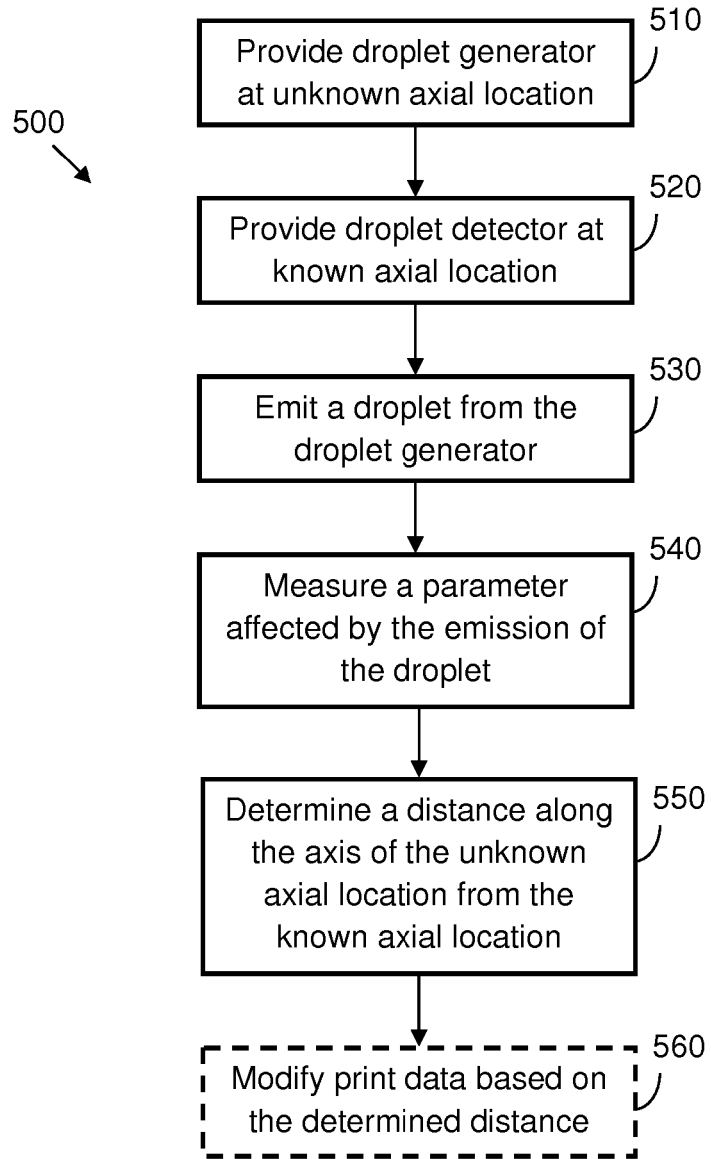 510
Provide droplet generator
at unknown axial location
500
520
Provide droplet detector at
known axial location
530
Emit a droplet from the
droplet generator
540
Measure a parameter
affected by the emission of
the droplet
550
Determine a distance along
the axis of the unknown
axial location from the
known axial location
560
Modify print data based on
the determined distance